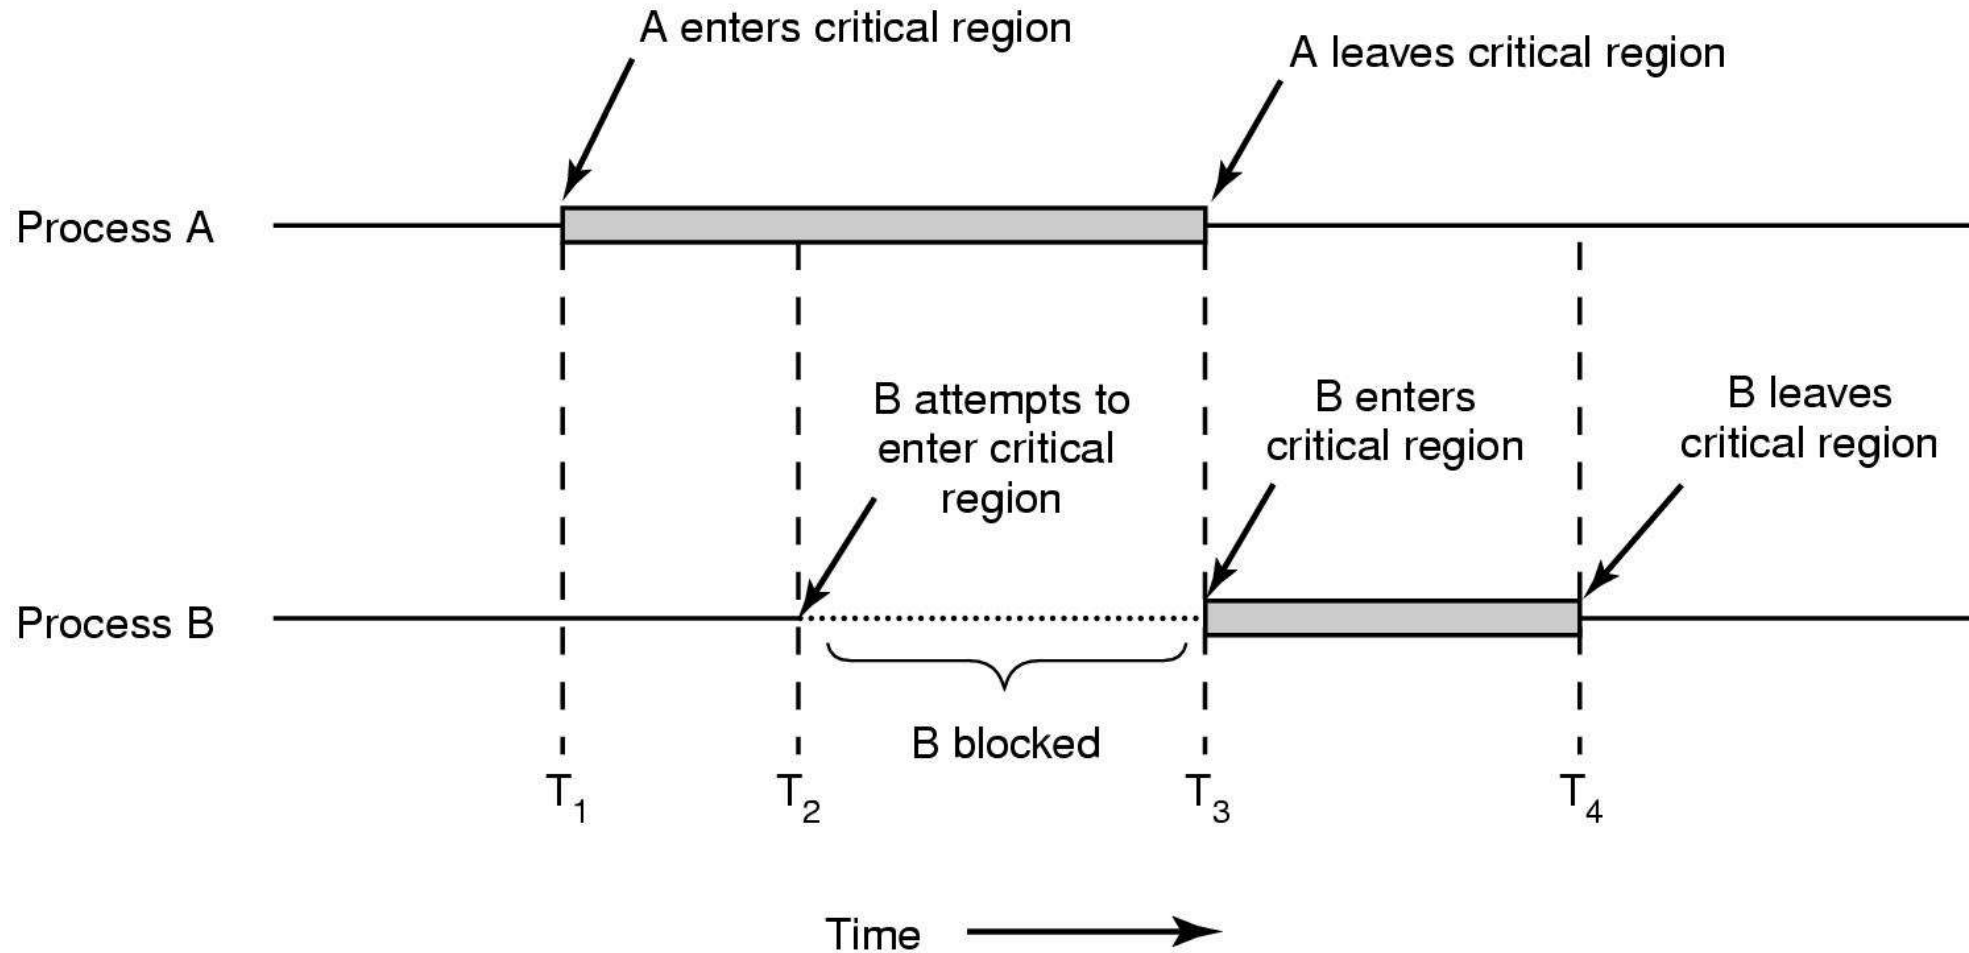 A enters critical region
A leaves critical region
Process A
B attempts to
enter critical
region
B enters
critical region
B leaves
critical region
Process B
B blocked
T1
T2
T3
T4
Time